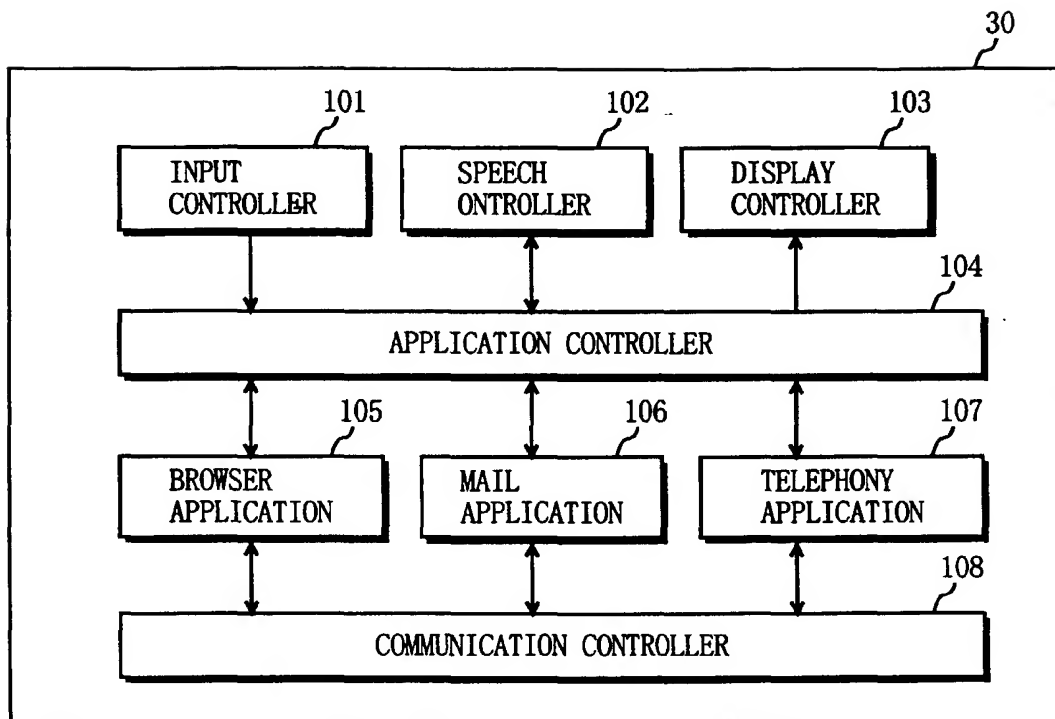 30
101
102
103
INPUT
CONTROLLER
SPEECH
ONTROLLER
DISPLAY
CONTROLLER
104
APPLICATION CONTROLLER
105
106
107
BROWSER
APPLICATION
MAIL
APPLICATION
TELEPHONY
APPLICATION
108
COMMUNICATION CONTROLLER